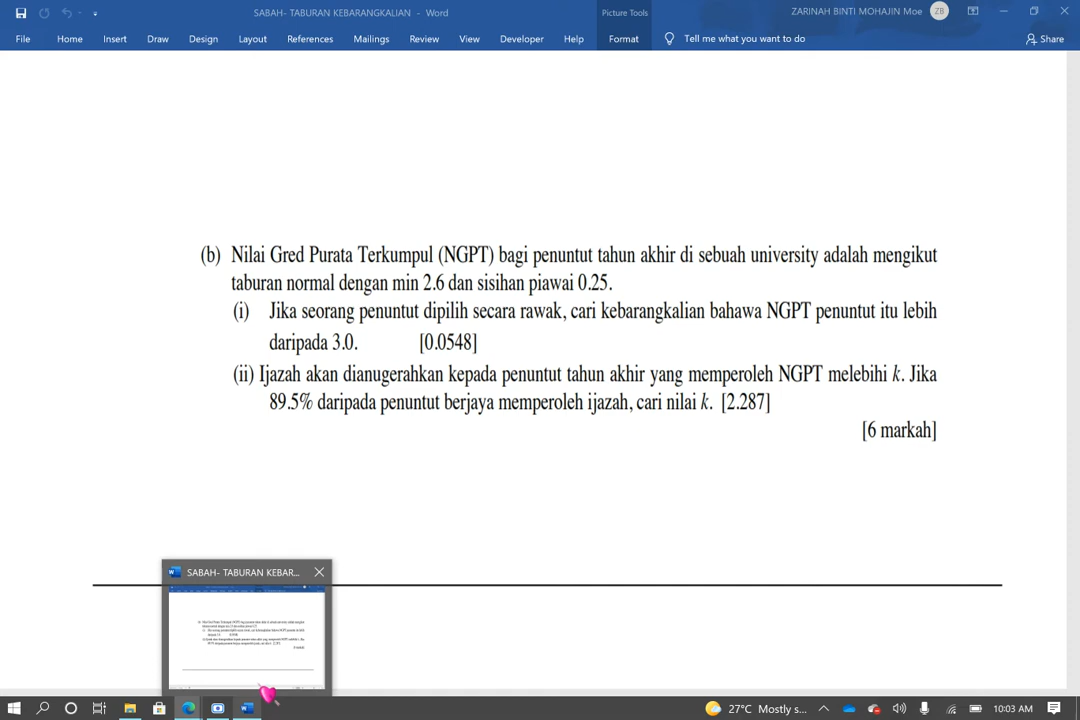 SABAH- TABURAN KEBARANGKALIAN - Word
Picture Tools
ZARINAH BINTI MOHAJIN Moe
ZB
File Home Insert Draw Design Layout References Mailings Review View Developer Help Format Tell me what you want to do Share
(b) Nilai Gred Purata Terkumpul (NGPT) bagi penuntut tahun akhir di sebuah university adalah mengikut
taburan normal dengan min 2.6 dan sisihan piawai 0.25.
(i) Jika seorang penuntut dipilih secara rawak, cari kebarangkalian bahawa NGPT penuntut itu lebih
daripada 3.0. [0.0548]
(ii) Ijazah akan dianugerahkan kepada penuntut tahun akhir yang memperoleh NGPT melebihi k. Jika
89.5% daripada penuntut berjaya memperoleh ijazah, cari nilai k. [2.287]
[6 markah]
SABAH- TABURAN KEBAR...
27°C Mostly s...
10:03 AM